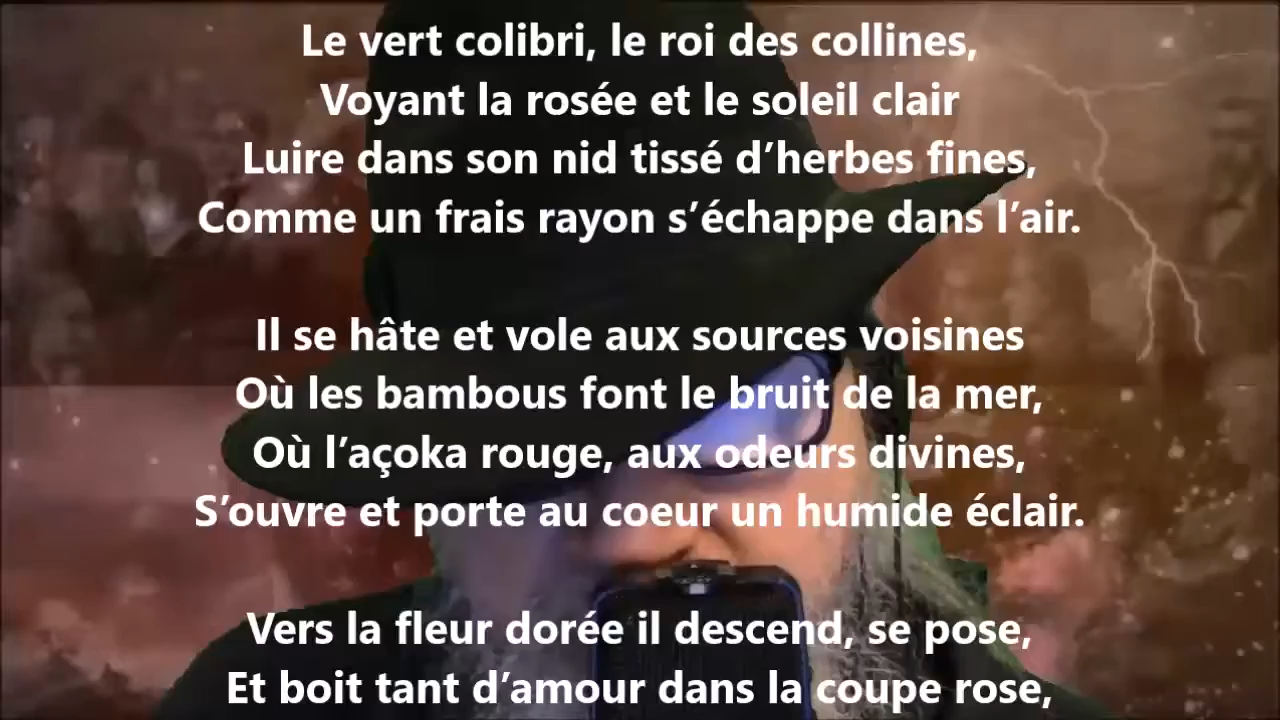 Le vert colibri, le roi des collines,
Voyant la rosée et le soleil clair
Luire dans son nid tissé d’herbes fines,
Comme un frais rayon s’échappe dans l’air.
Il se hâte et vole aux sources voisines
Où les bambous font le bruit de la mer,
Où l’açoka rouge, aux odeurs divines,
S’ouvre et porte au coeur un humide éclair.
Vers la fleur dorée il descend, se pose,
Et boit tant d’amour dans la coupe rose,